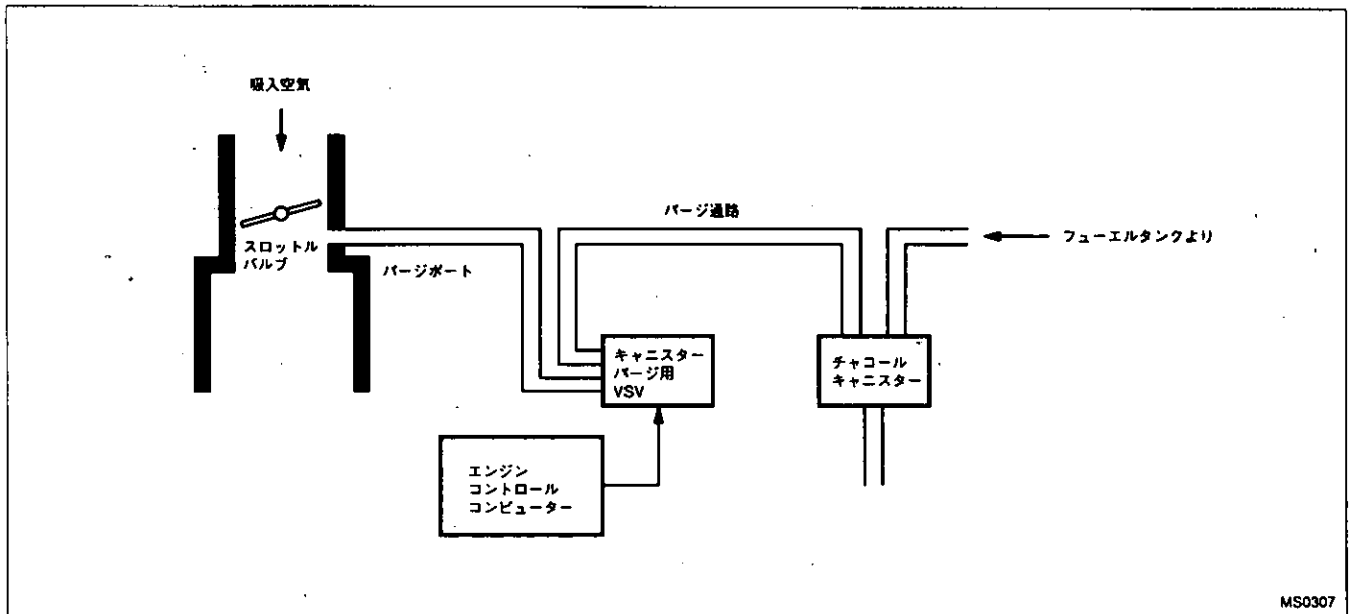 吸入空気
スロットル
バルブ
パージポート
パージ通路
フューエルタンクより
キャニスター
パージ用
VSV
チャコール
キャニスター
エンジン
コントロール
コンピューター
MS0307